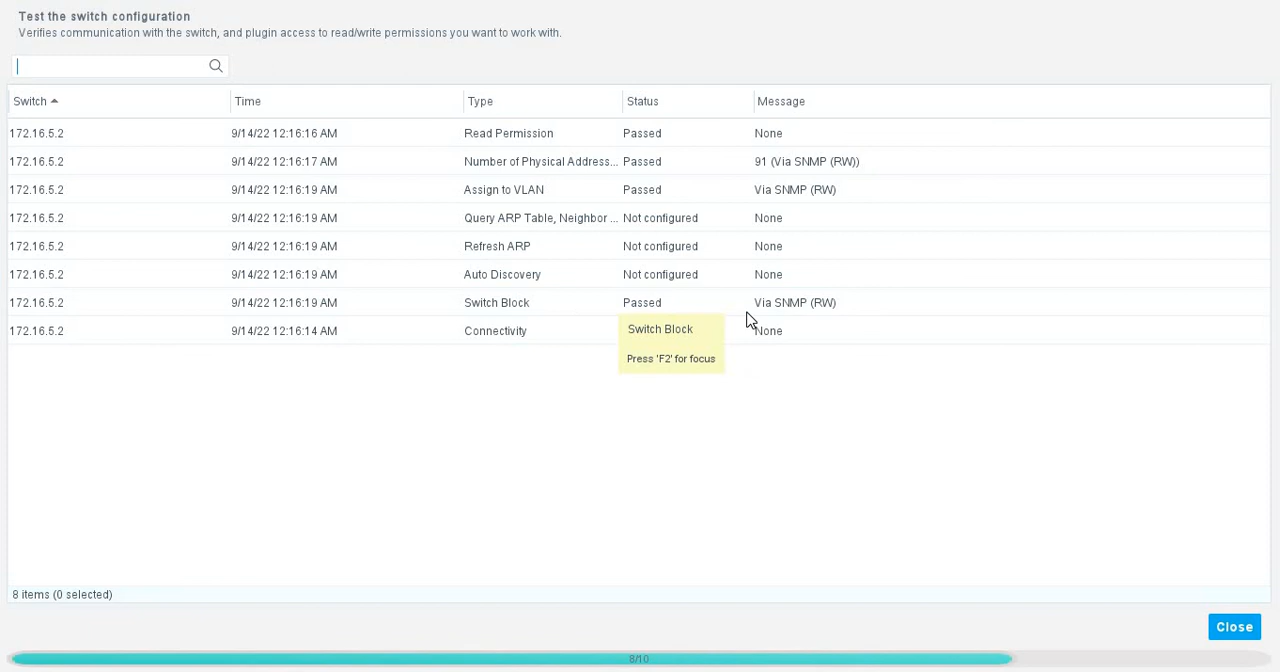 Test the switch configuration
Verifies communication with the switch, and plugin access to read/write permissions you want to work with.
Switch Time Type Status Message
172.16.5.2 9/14/22 12:16:16 AM Read Permission Passed None
172.16.5.2 9/14/22 12:16:17 AM Number of Physical Address... Passed 91 (Via SNMP (RW))
172.16.5.2 9/14/22 12:16:19 AM Assign to VLAN Passed Via SNMP (RW)
172.16.5.2 9/14/22 12:16:19 AM Query ARP Table, Neighbor ... Not configured None
172.16.5.2 9/14/22 12:16:19 AM Refresh ARP Not configured None
172.16.5.2 9/14/22 12:16:19 AM Auto Discovery Not configured None
172.16.5.2 9/14/22 12:16:19 AM Switch Block Passed Via SNMP (RW)
172.16.5.2 9/14/22 12:16:14 AM Connectivity None
Switch Block
Press 'F2' for focus
8 items (0 selected)
Close
8/10